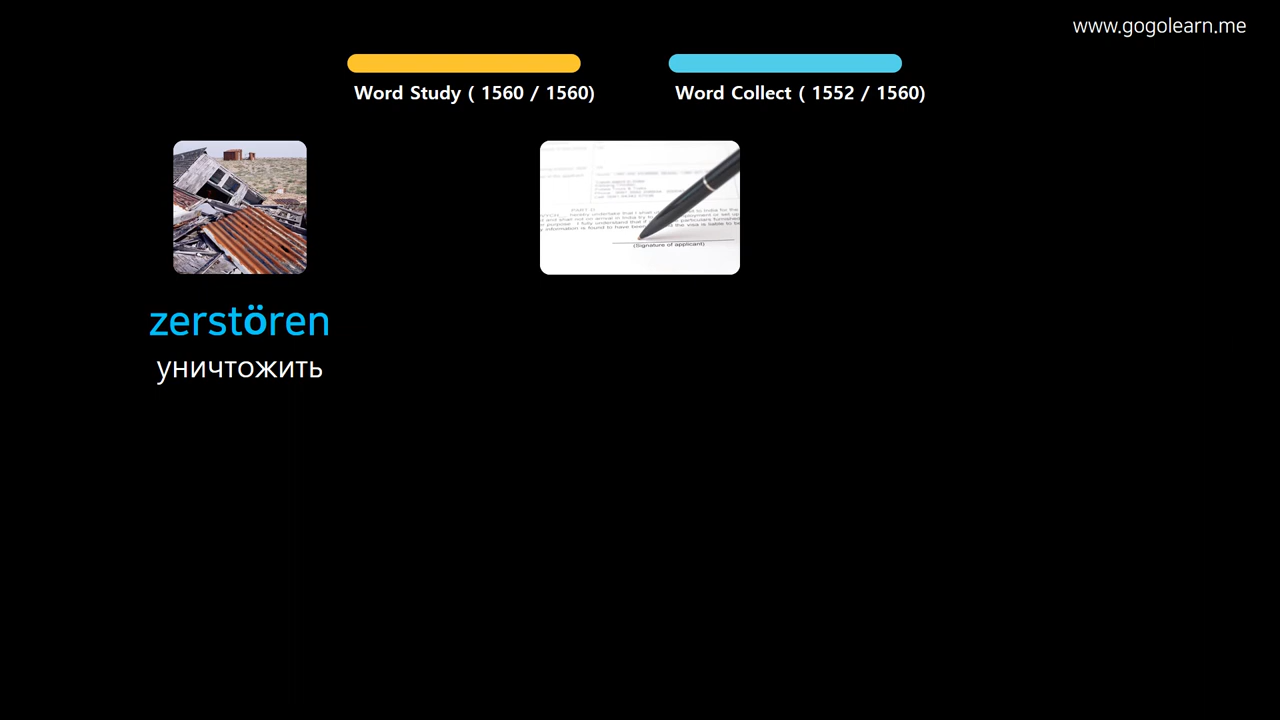 www.gogolearn.me
Word Study ( 1560 / 1560)
Word Collect ( 1552 / 1560)
(Signature of applicant)
zerstören
уничтожить